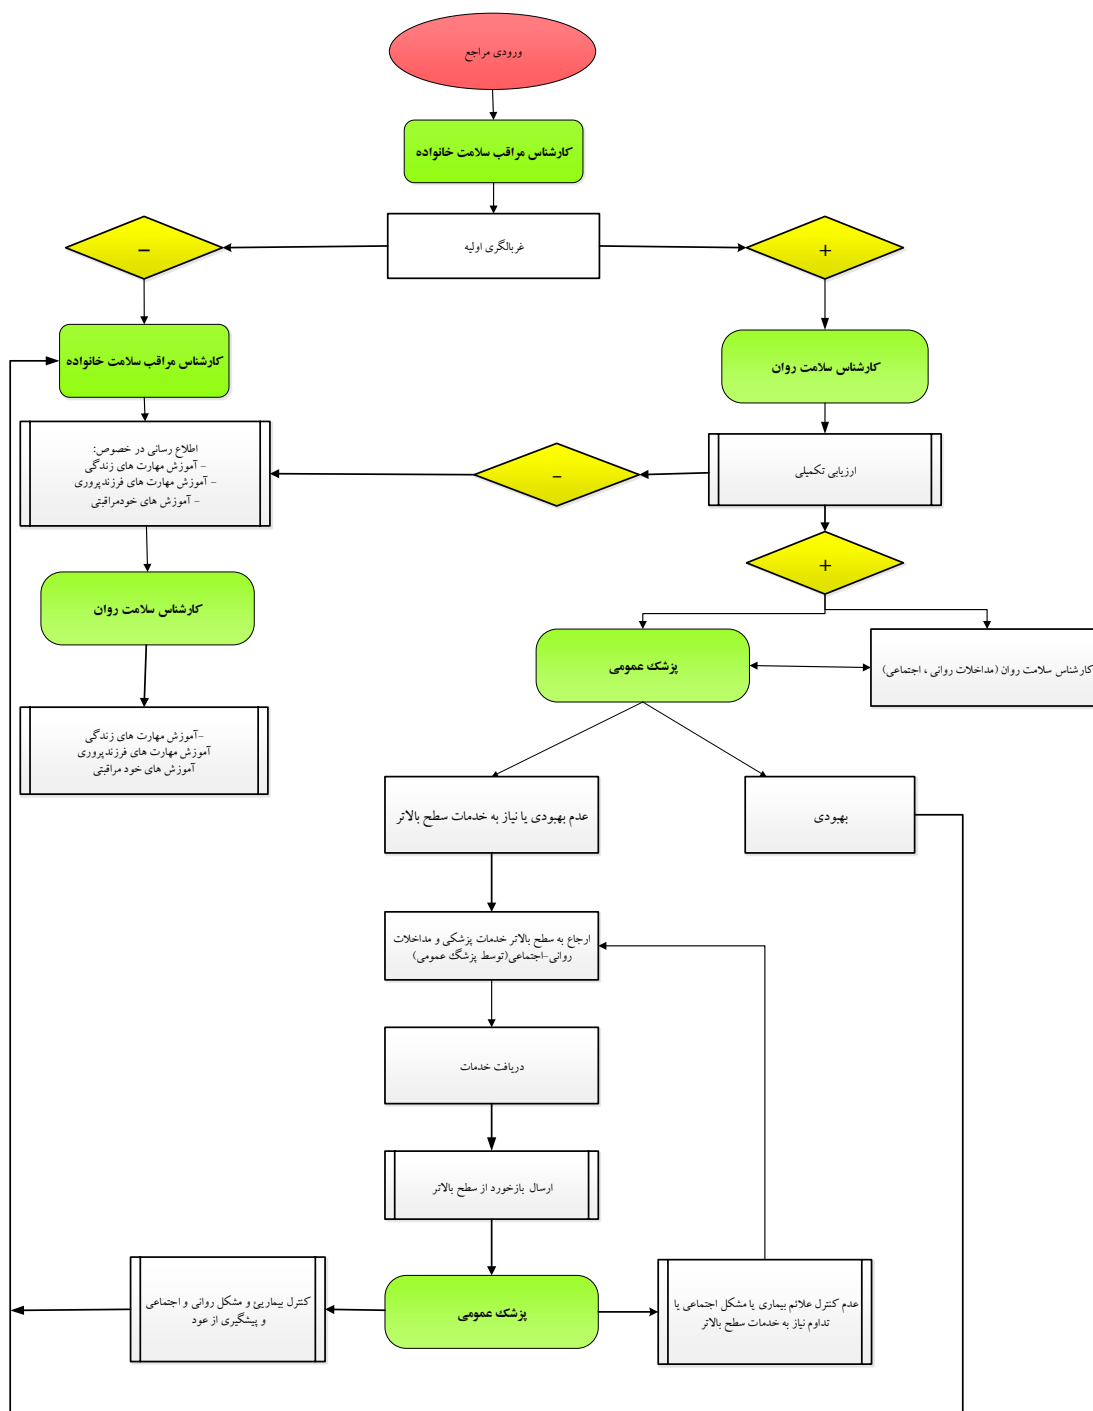 ورودی مراجع
کارشناس مراقب سلامت خانواده
غربالگری اولیه
–
+
کارشناس مراقب سلامت خانواده
کارشناس سلامت روان
اطلاع رسانی در خصوص:
– آموزش مهارت های زندگی
– آموزش مهارت های فرزندپروری
– آموزش های خودمراقبتی
–
ارزیابی تکمیلی
+
کارشناس سلامت روان
پزشک عمومی
کارشناس سلامت روان (مداخلات روانی ، اجتماعی)
–آموزش مهارت های زندگی
آموزش مهارت های فرزندپروری
آموزش های خود مراقبتی
عدم بهبودی یا نیاز به خدمات سطح بالاتر
بهبودی
ارجاع به سطح بالاتر خدمات پزشکی و مداخلات
روانی-اجتماعی(توسط پزشگ عمومی)
دریافت خدمات
ارسال بازخورد از سطح بالاتر
کنترل بیماریئ و مشکل روانی و اجتماعی
و پیشگیری از عود
پزشک عمومی
عدم کنترل علائم بیماری یا مشکل اجتماعی یا
تداوم نیاز به خدمات سطح بالاتر